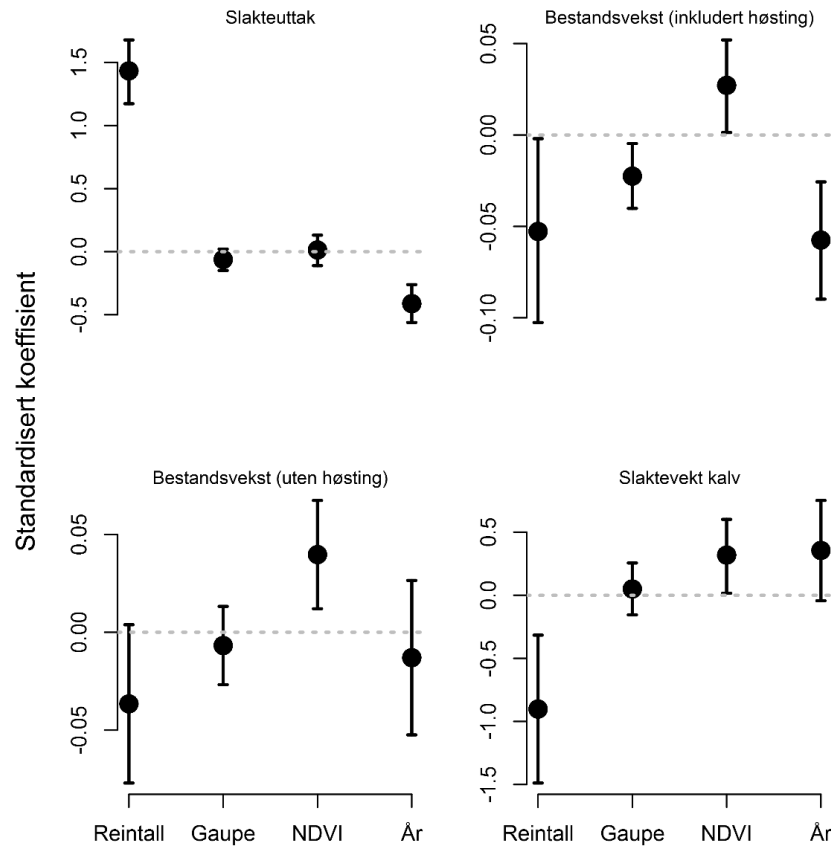 Slakteuttak
Bestandsvekst (inkludert høsting)
1.5
1.0
0.5
0.0
-0.5
0.05
0.00
-0.05
-0.10
Standardisert koeffisient
Bestandsvekst (uten høsting)
Slaktevekt kalv
0.05
0.00
-0.05
0.5
0.0
-0.5
-1.0
-1.5
Reintall Gaupe NDVI År
Reintall Gaupe NDVI År